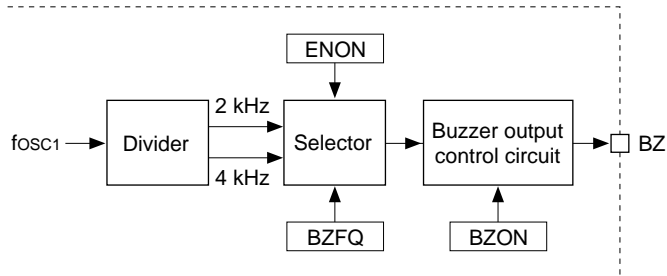 ENON
2 kHz
fOSC1
Divider
Selector
Buzzer output
control circuit
BZ
4 kHz
BZFQ
BZON